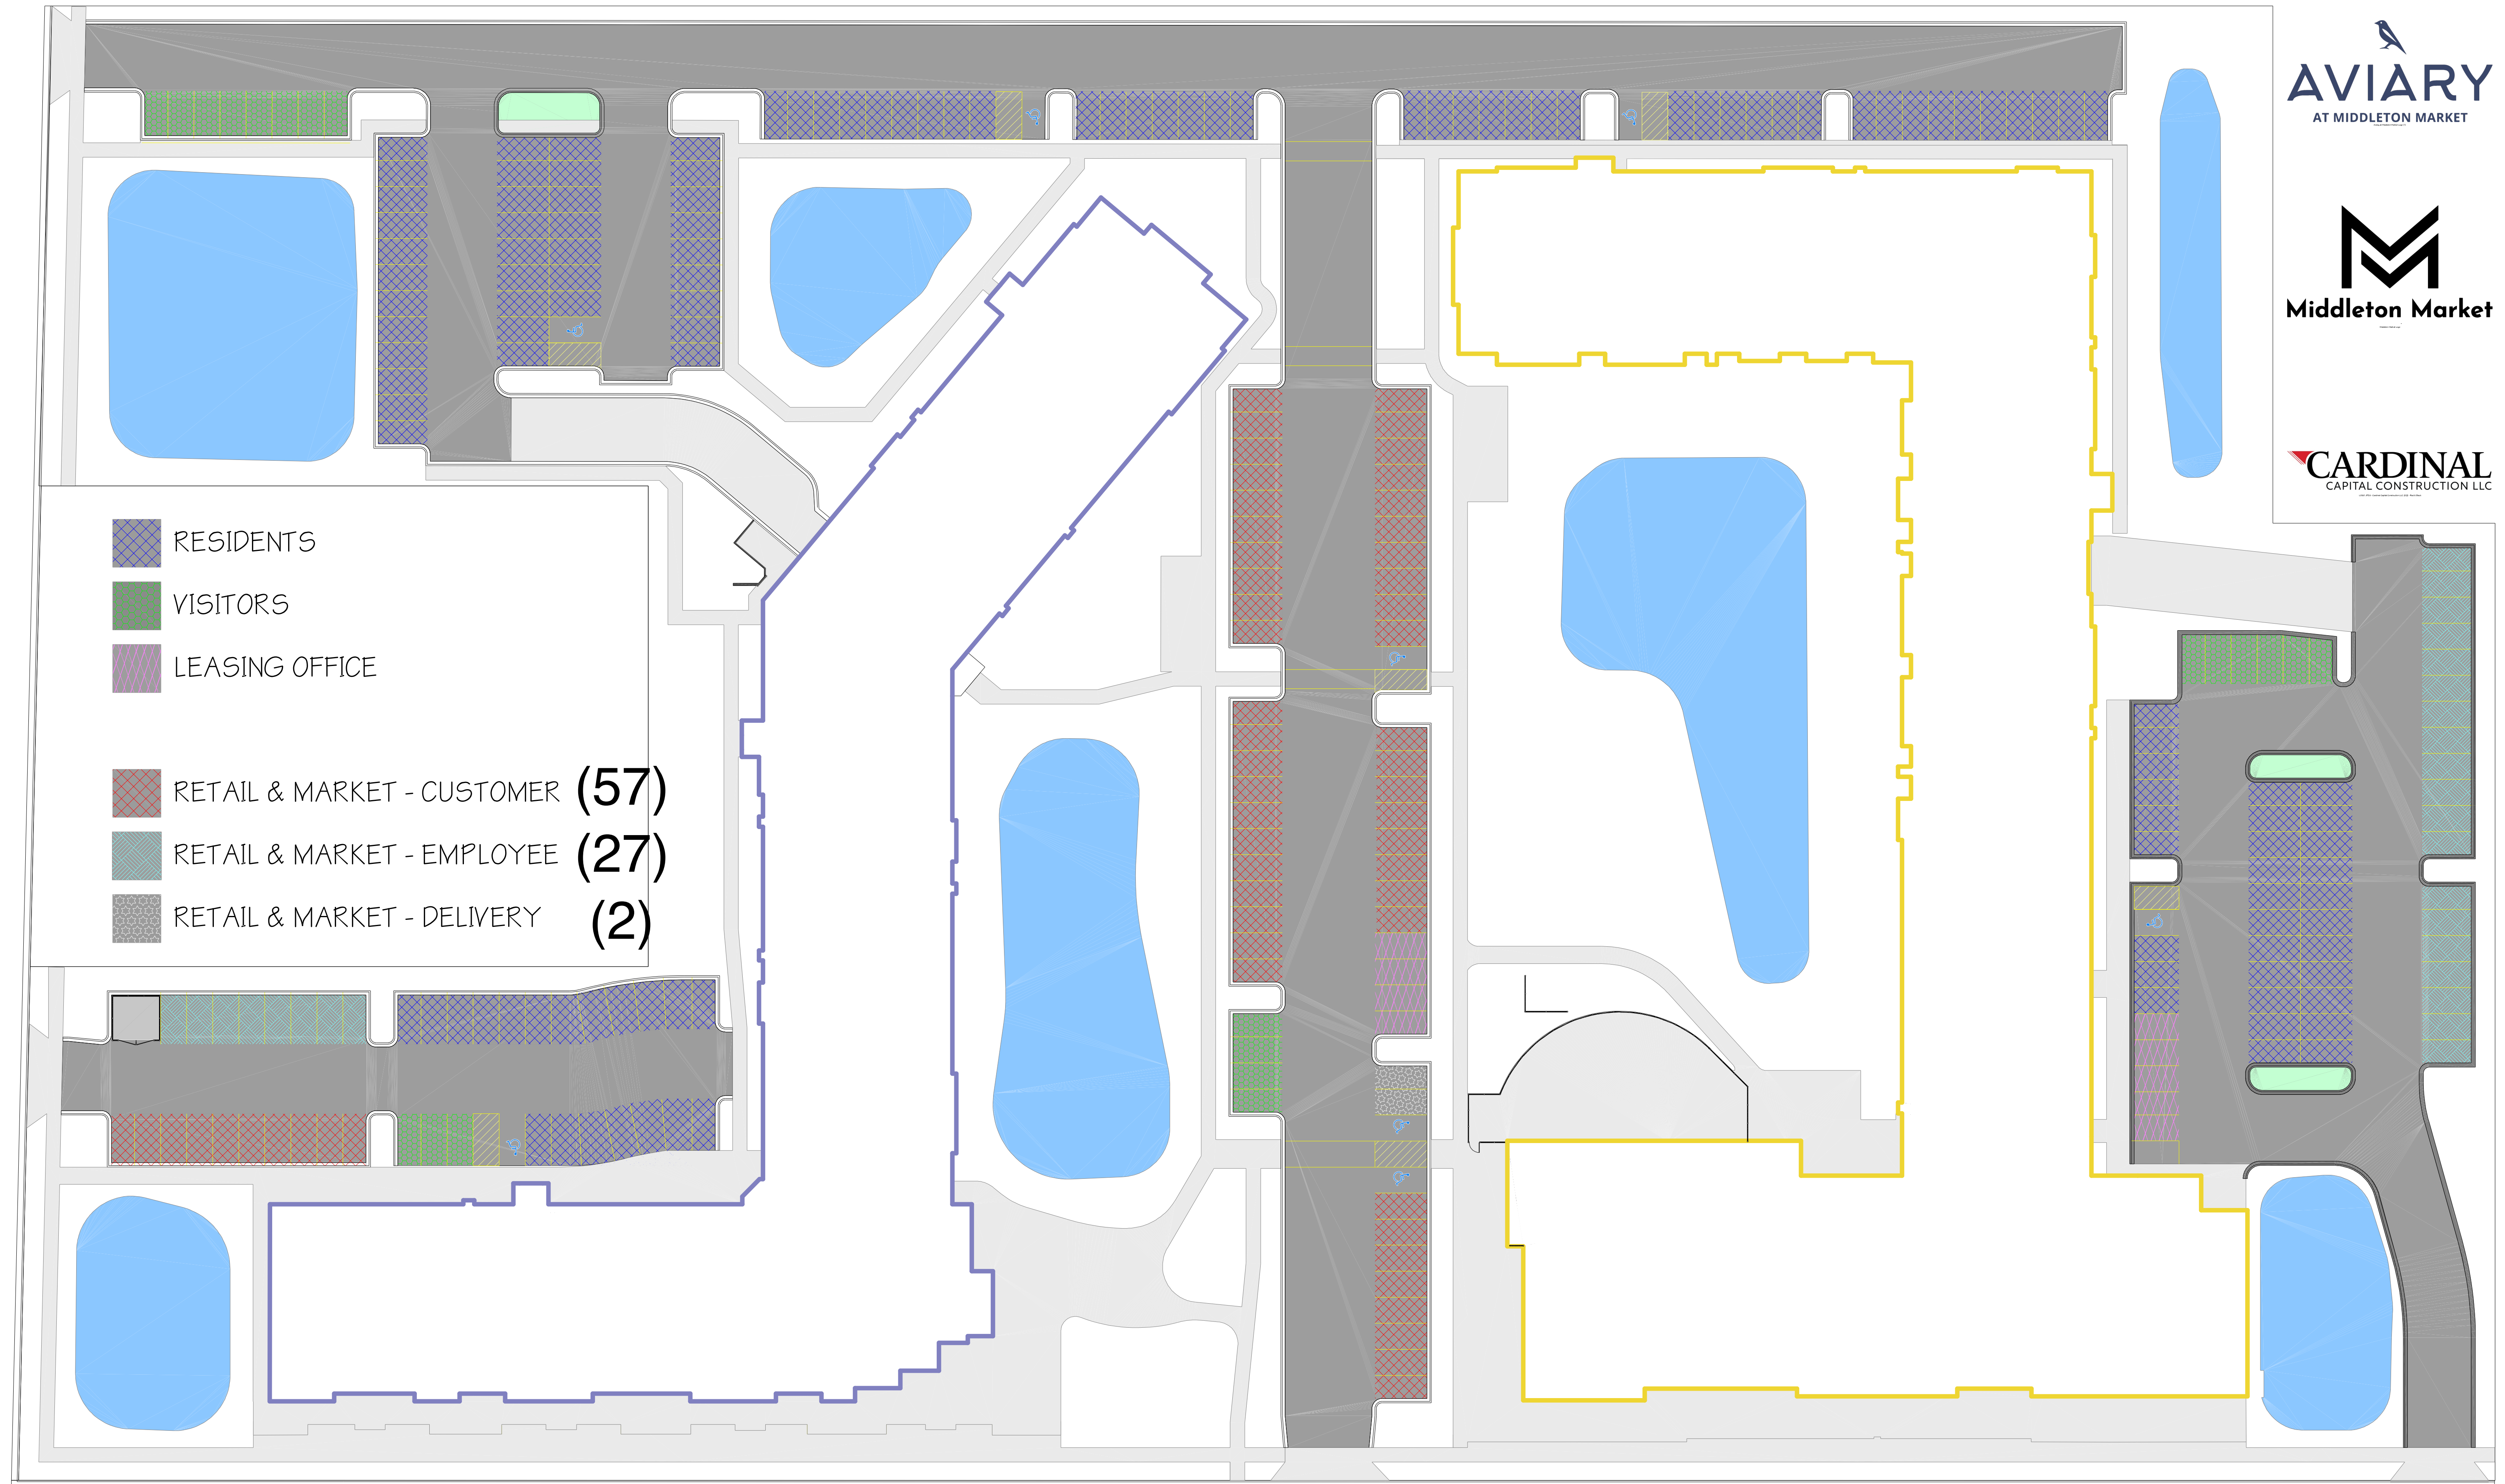 AVIARY
AT MIDDLETON MARKET
Middleton Market
CARDINAL
CAPITAL CONSTRUCTION LLC
RESIDENTS
VISITORS
LEASING OFFICE
RETAIL & MARKET - CUSTOMER (57)
RETAIL & MARKET - EMPLOYEE (27)
RETAIL & MARKET - DELIVERY (2)